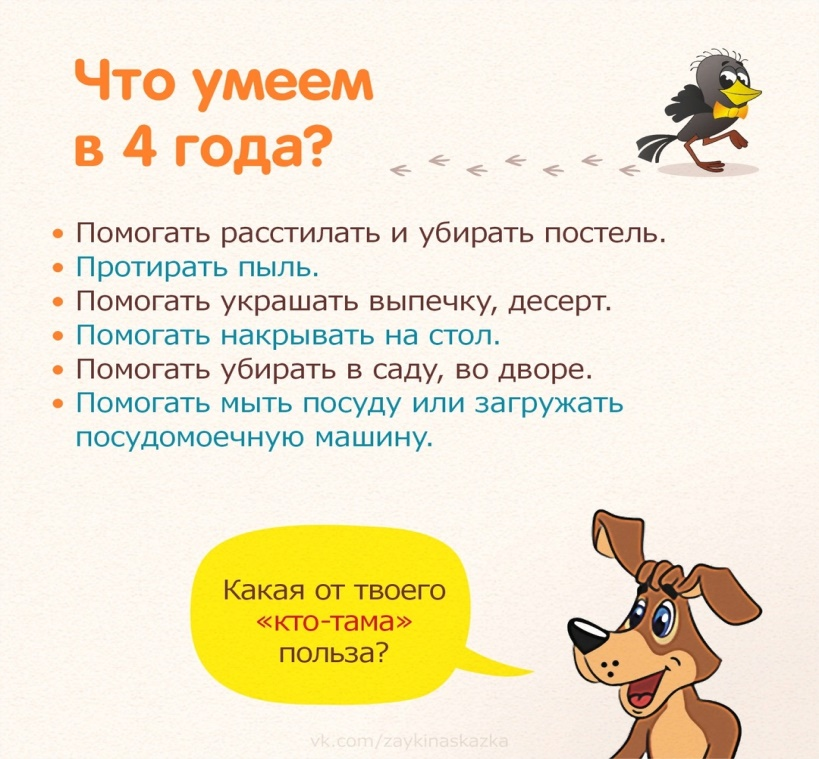 Что умеем
в 4 года?
• Помогать расстилать и убирать постель.
• Протирать пыль.
• Помогать украшать выпечку, десерт.
• Помогать накрывать на стол.
• Помогать убирать в саду, во дворе.
• Помогать мыть посуду или загружать
посудомоечную машину.
Какая от твоего
«кто-тама»
польза?
vk.com/zaykinaskazka